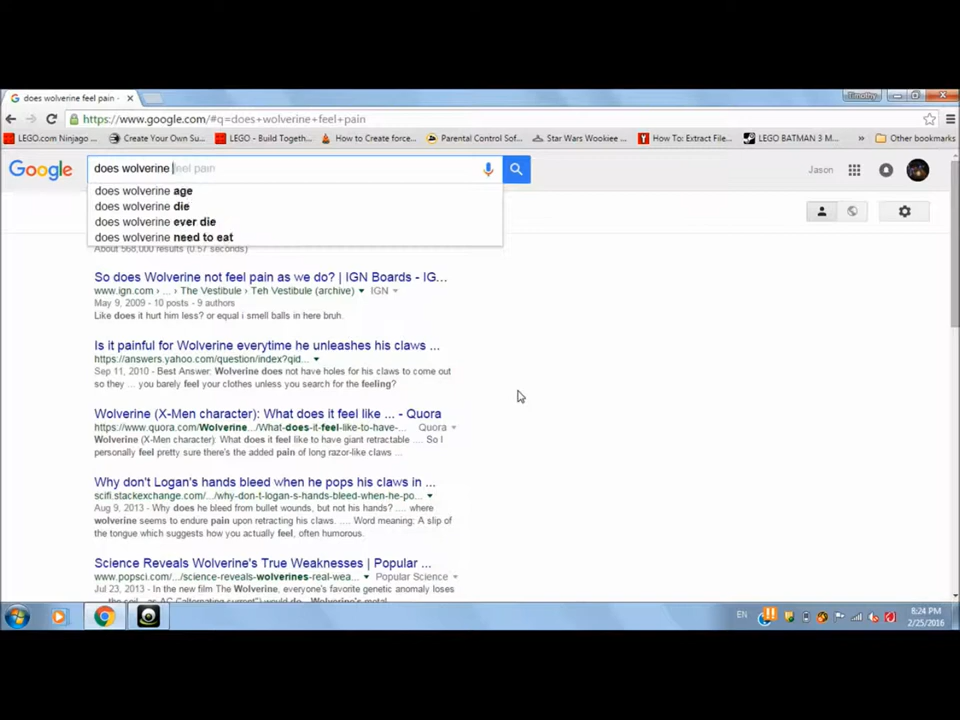 does wolverine feel pain -
Timothy
https://www.google.com/#q=does+wolverine+feel+pain
LEGO.com Ninjago
Create Your Own Su...
LEGO - Build Togeth...
How to Create force...
Parental Control Sof...
Star Wars Wookiee ...
How To: Extract File...
LEGO BATMAN 3 M...
»
Other bookmarks
Google
does wolverine feel pain
Jason
does wolverine age
does wolverine die
does wolverine ever die
does wolverine need to eat
About 568,000 results (0.57 seconds)
So does Wolverine not feel pain as we do? | IGN Boards - IG...
www.ign.com › ... › The Vestibule › Teh Vestibule (archive) ▾ IGN ▾
May 9, 2009 - 10 posts - 9 authors
Like does it hurt him less? or equal i smell balls in here bruh.
Is it painful for Wolverine everytime he unleashes his claws ...
https://answers.yahoo.com/question/index?qid... ▾
Sep 11, 2010 - Best Answer: Wolverine does not have holes for his claws to come out
so they ... you barely feel your clothes unless you search for the feeling?
Wolverine (X-Men character): What does it feel like ... - Quora
https://www.quora.com/Wolverine.../What-does-it-feel-like-to-have-... Quora ▾
Wolverine (X-Men character): What does it feel like to have giant retractable .... So I
personally feel pretty sure there's the added pain of long razor-like claws ...
Why don't Logan's hands bleed when he pops his claws in ...
scifi.stackexchange.com/.../why-don-t-logan-s-hands-bleed-when-he-po... ▾
Aug 9, 2013 - Why does he bleed from bullet wounds, but not his hands? .... where
wolverine seems to endure pain upon retracting his claws. .... Word meaning: A slip of
the tongue which suggests how you actually feel, often humorous.
Science Reveals Wolverine's True Weaknesses | Popular ...
www.popsci.com/.../science-reveals-wolverines-real-wea... ▾ Popular Science ▾
Jul 23, 2013 - In the new film The Wolverine, everyone's favorite genetic anomaly loses
EN
8:24 PM
2/25/2016